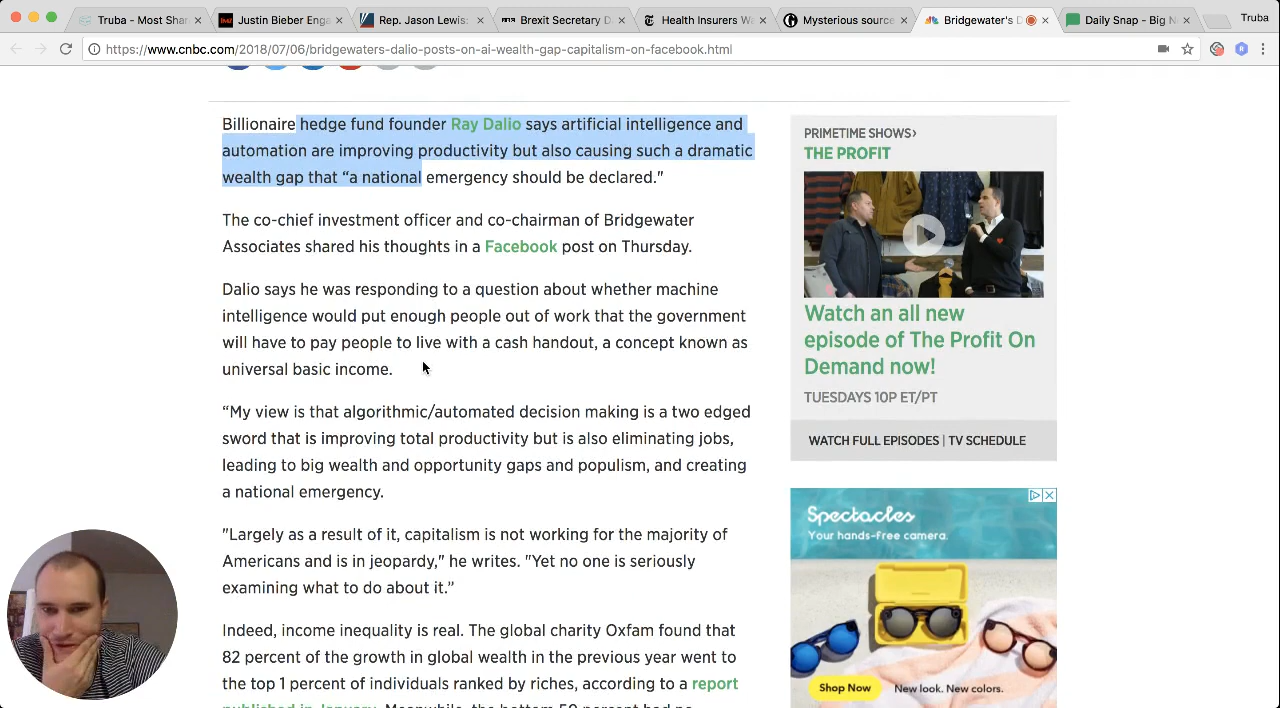 Truba - Most Shar
Justin Bieber Eng
Rep. Jason Lewis:
Brexit Secretary D
Health Insurers Wa
Mysterious source
Bridgewater's D
Daily Snap - Big N
Truba
https://www.cnbc.com/2018/07/06/bridgewaters-dalio-posts-on-ai-wealth-gap-capitalism-on-facebook.html
Billionaire hedge fund founder Ray Dalio says artificial intelligence and
automation are improving productivity but also causing such a dramatic
wealth gap that “a national emergency should be declared."
The co-chief investment officer and co-chairman of Bridgewater
Associates shared his thoughts in a Facebook post on Thursday.
Dalio says he was responding to a question about whether machine
intelligence would put enough people out of work that the government
will have to pay people to live with a cash handout, a concept known as
universal basic income.
“My view is that algorithmic/automated decision making is a two edged
sword that is improving total productivity but is also eliminating jobs,
leading to big wealth and opportunity gaps and populism, and creating
a national emergency.
"Largely as a result of it, capitalism is not working for the majority of
Americans and is in jeopardy," he writes. "Yet no one is seriously
examining what to do about it.”
Indeed, income inequality is real. The global charity Oxfam found that
82 percent of the growth in global wealth in the previous year went to
the top 1 percent of individuals ranked by riches, according to a report
PRIMETIME SHOWS›
THE PROFIT
Watch an all new
episode of The Profit On
Demand now!
TUESDAYS 10P ET/PT
WATCH FULL EPISODES | TV SCHEDULE
Spectacles
Your hands-free camera.
Shop Now
New look. New colors.